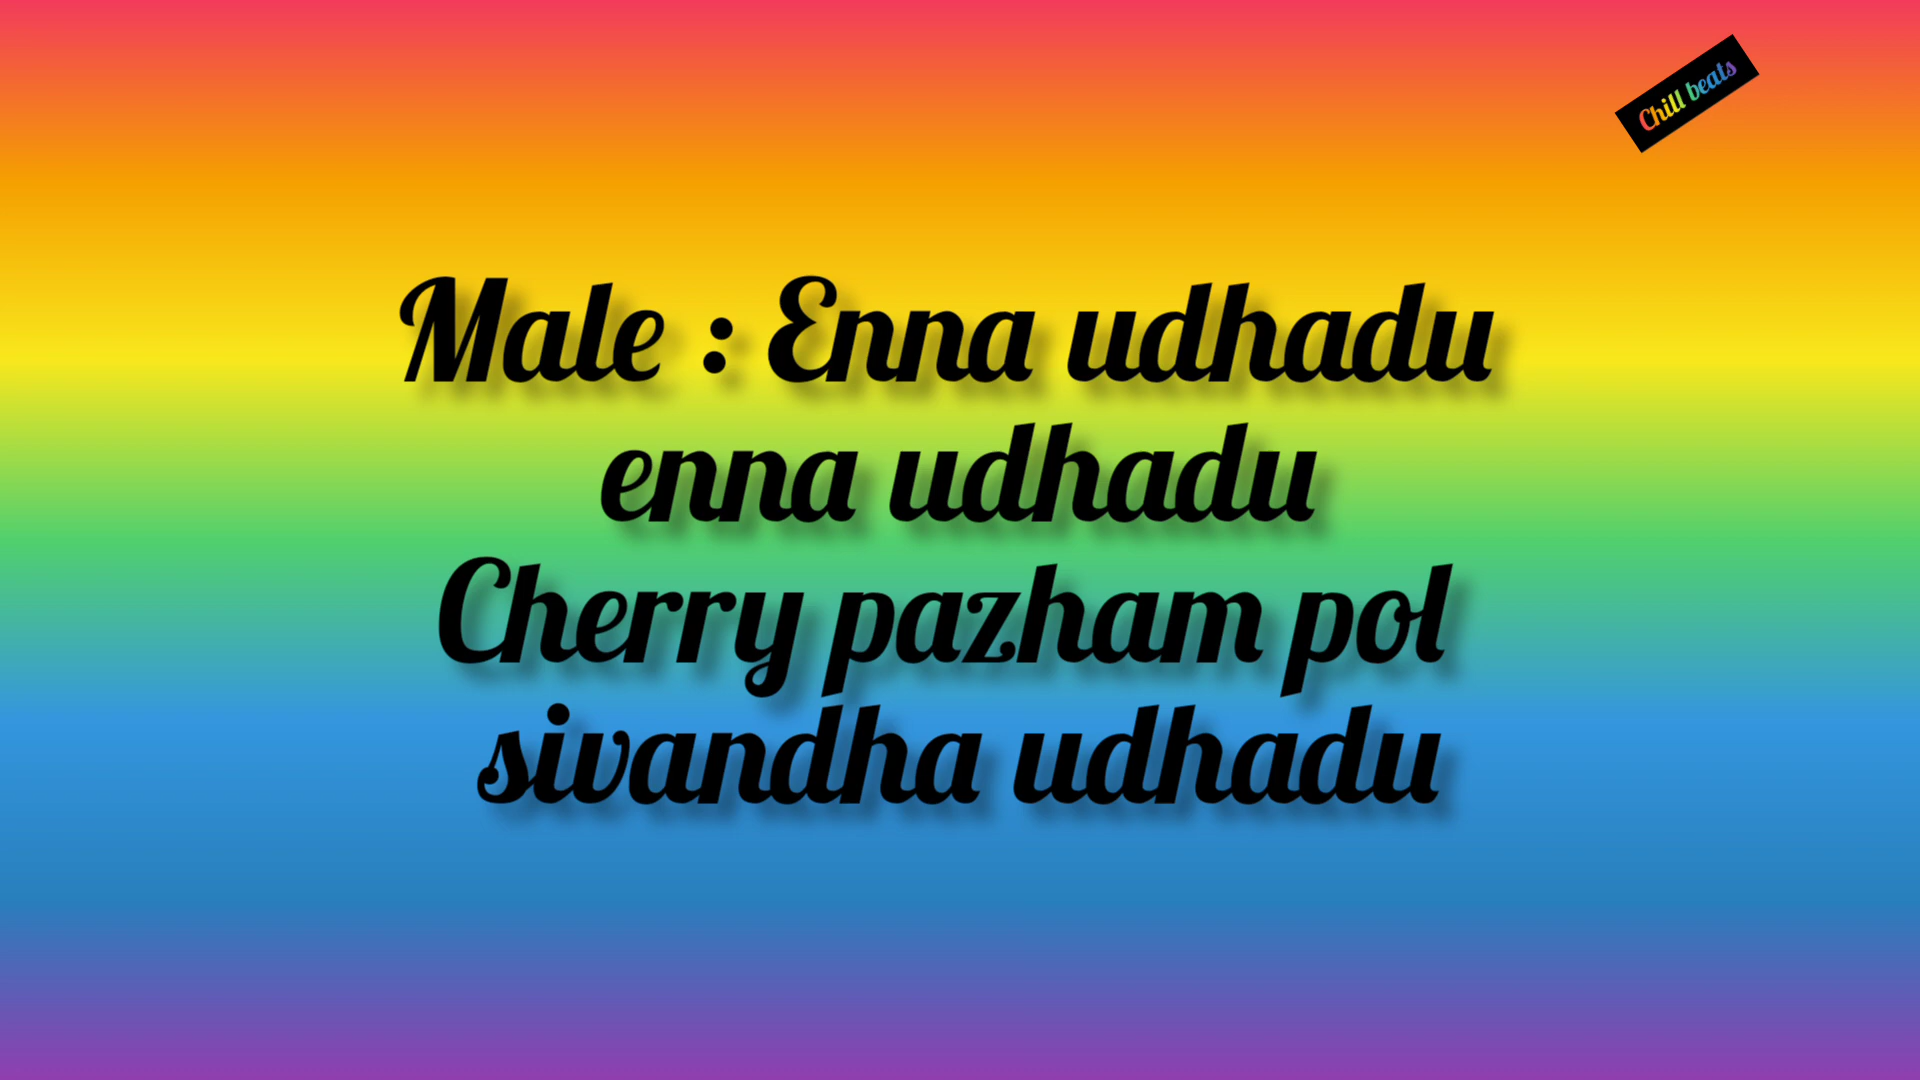 Chill beats
Male : Enna udhadu
enna udhadu
Cherry pazham pol
sivandha udhadu